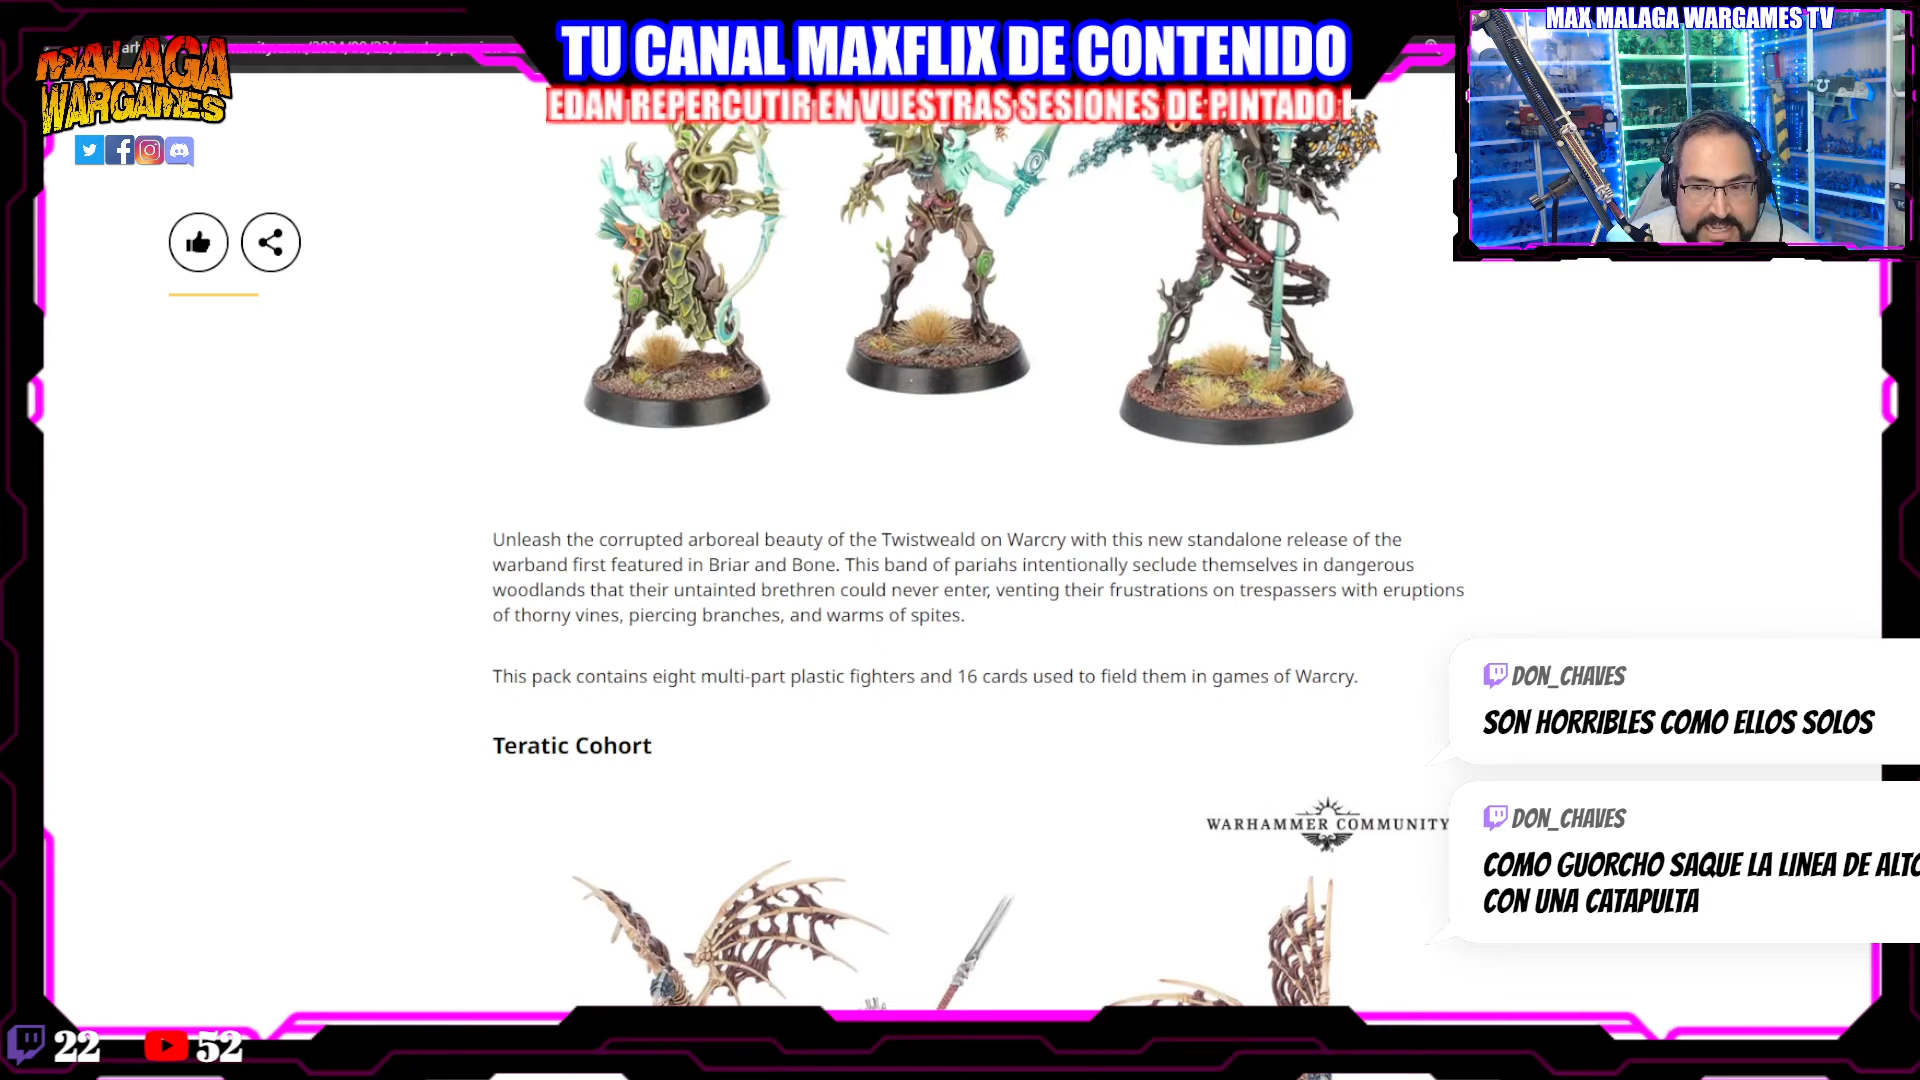 TU CANAL MAXFLIX DE CONTENIDO
EDAN REPERCUTIR EN VUESTRAS SESIONES DE PINTADO !
MAX MALAGA WARGAMES TV
MALAGA
WARGAMES
Unleash the corrupted arboreal beauty of the Twistweald on Warcry with this new standalone release of the
warband first featured in Briar and Bone. This band of pariahs intentionally seclude themselves in dangerous
woodlands that their untainted brethren could never enter, venting their frustrations on trespassers with eruptions
of thorny vines, piercing branches, and warms of spites.
This pack contains eight multi-part plastic fighters and 16 cards used to field them in games of Warcry.
Teratic Cohort
WARHAMMER COMMUNITY
DON_CHAVES
SON HORRIBLES COMO ELLOS SOLOS
DON_CHAVES
COMO GUORCHO SAQUE LA LINEA DE ALTO
CON UNA CATAPULTA
22
52